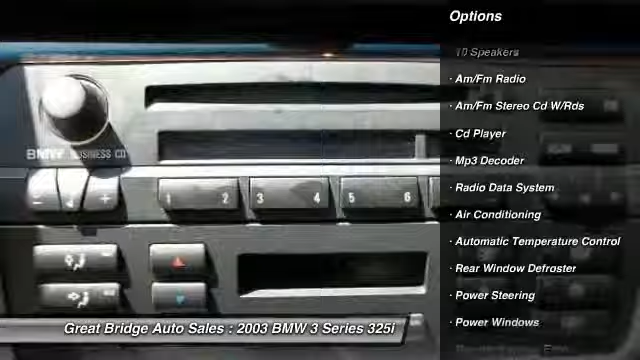 Options
10 Speakers
· Am/Fm Radio
· Am/Fm Stereo Cd W/Rds
· Cd Player
· Mp3 Decoder
· Radio Data System
· Air Conditioning
· Automatic Temperature Control
· Rear Window Defroster
· Power Steering
· Power Windows
BMW BUSINESS CD
− +
1 2 3 4 5 6
Great Bridge Auto Sales : 2003 BMW 3 Series 325i